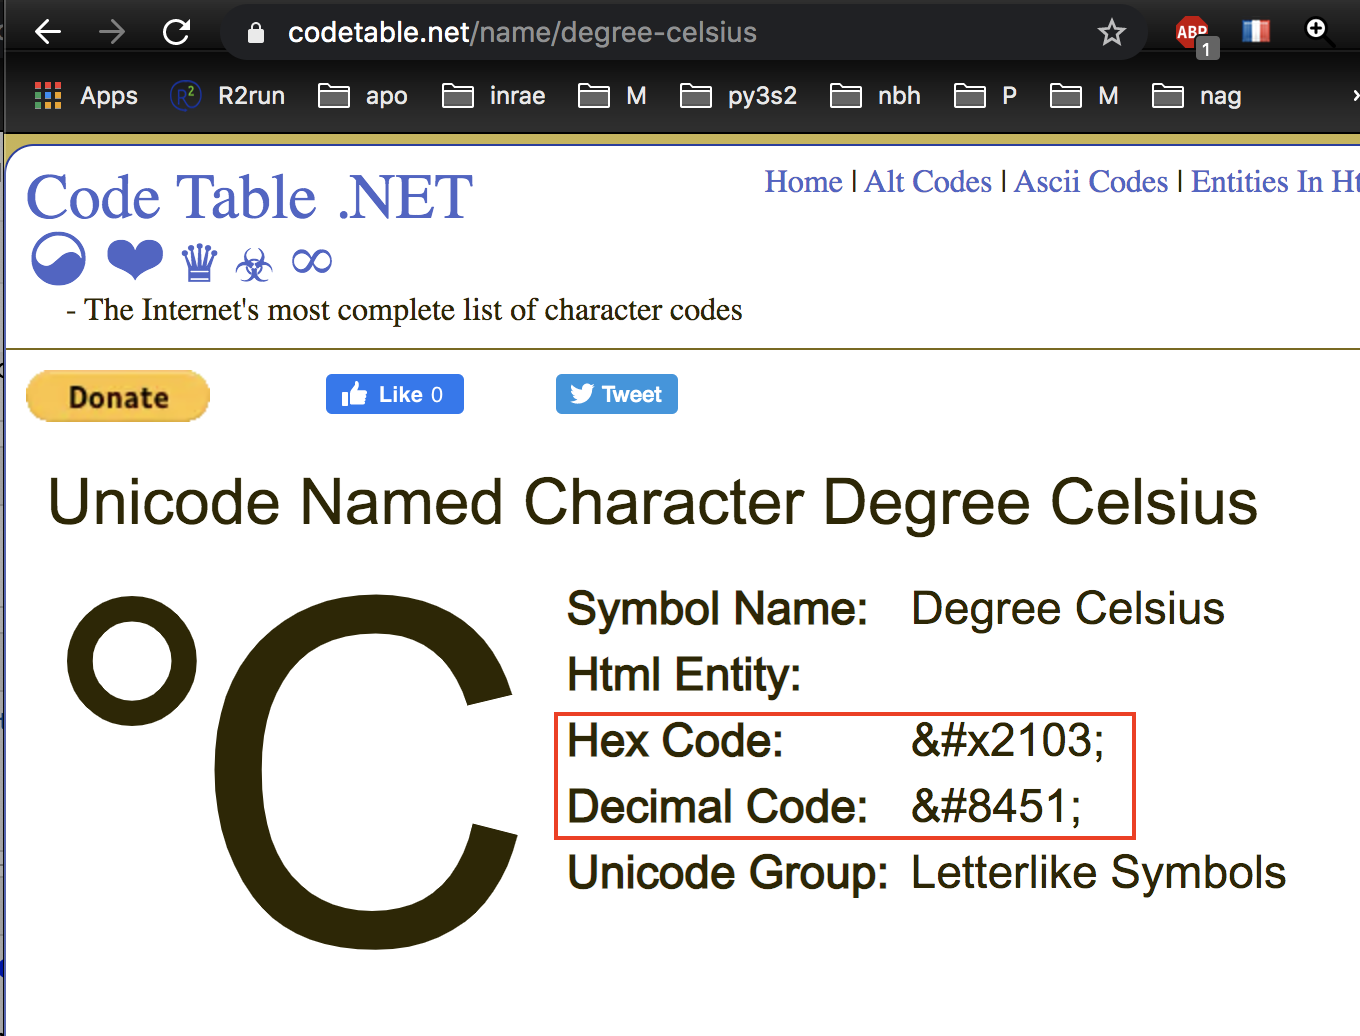 codetable.net/name/degree-celsius
ABP
1
Apps
R2run
apo
inrae
M
py3s2
nbh
P
M
nag
Code Table .NET
Home | Alt Codes | Ascii Codes | Entities In Ht
- The Internet's most complete list of character codes
Donate
Like 0
Tweet
Unicode Named Character Degree Celsius
℃
Symbol Name: Degree Celsius
Html Entity:
Hex Code: &#x2103;
Decimal Code: &#8451;
Unicode Group: Letterlike Symbols